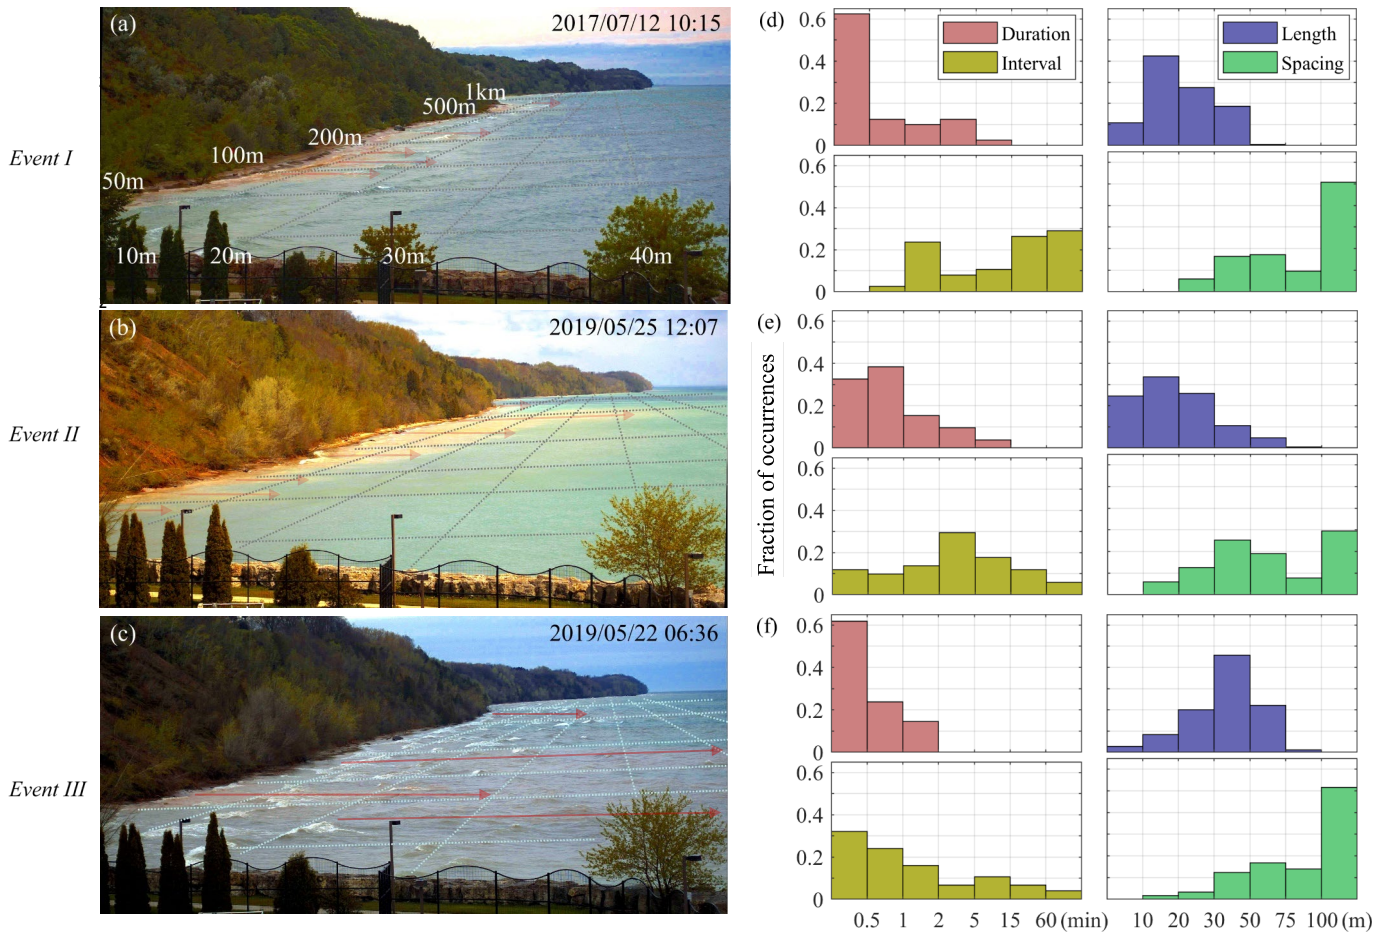 (a)
2017/07/12 10:15
Event I
1km
500m
200m
100m
50m
10m
20m
30m
40m
(b)
2019/05/25 12:07
Event II
(c)
2019/05/22 06:36
Event III
(d)
0.6
0.4
0.2
0
Duration
Interval
Length
Spacing
0.6
0.4
0.2
0
(e)
Fraction of occurrences
0.6
0.4
0.2
0
0.6
0.4
0.2
0
(f)
0.6
0.4
0.2
0
0.6
0.4
0.2
0
0.5 1 2 5 15 60 (min)
10 20 30 50 75 100 (m)